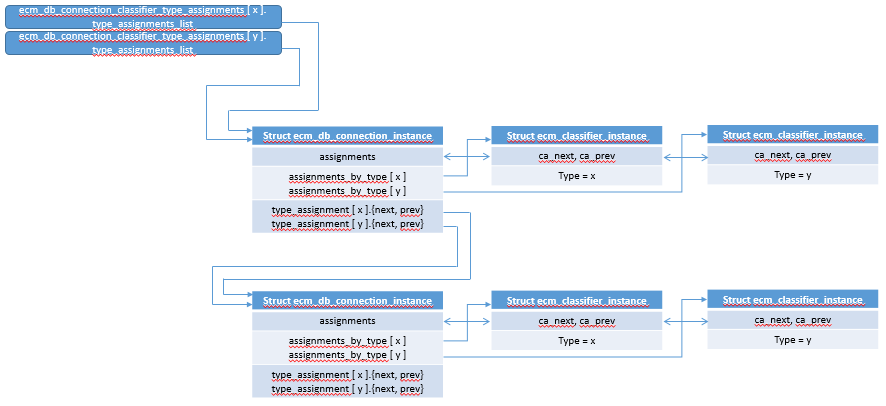 ecm_db_connection_classifier_type_assignments [ x ].
type_assignments_list
ecm_db_connection_classifier_type_assignments [ y ].
type_assignments_list
Struct ecm_db_connection_instance
assignments
assignments_by_type [ x ]
assignments_by_type [ y ]
type_assignment [ x ].{next, prev}
type_assignment [ y ].{next, prev}
Struct ecm_classifier_instance
ca_next, ca_prev
Type = x
Struct ecm_classifier_instance
ca_next, ca_prev
Type = y
Struct ecm_db_connection_instance
assignments
assignments_by_type [ x ]
assignments_by_type [ y ]
type_assignment [ x ].{next, prev}
type_assignment [ y ].{next, prev}
Struct ecm_classifier_instance
ca_next, ca_prev
Type = x
Struct ecm_classifier_instance
ca_next, ca_prev
Type = y